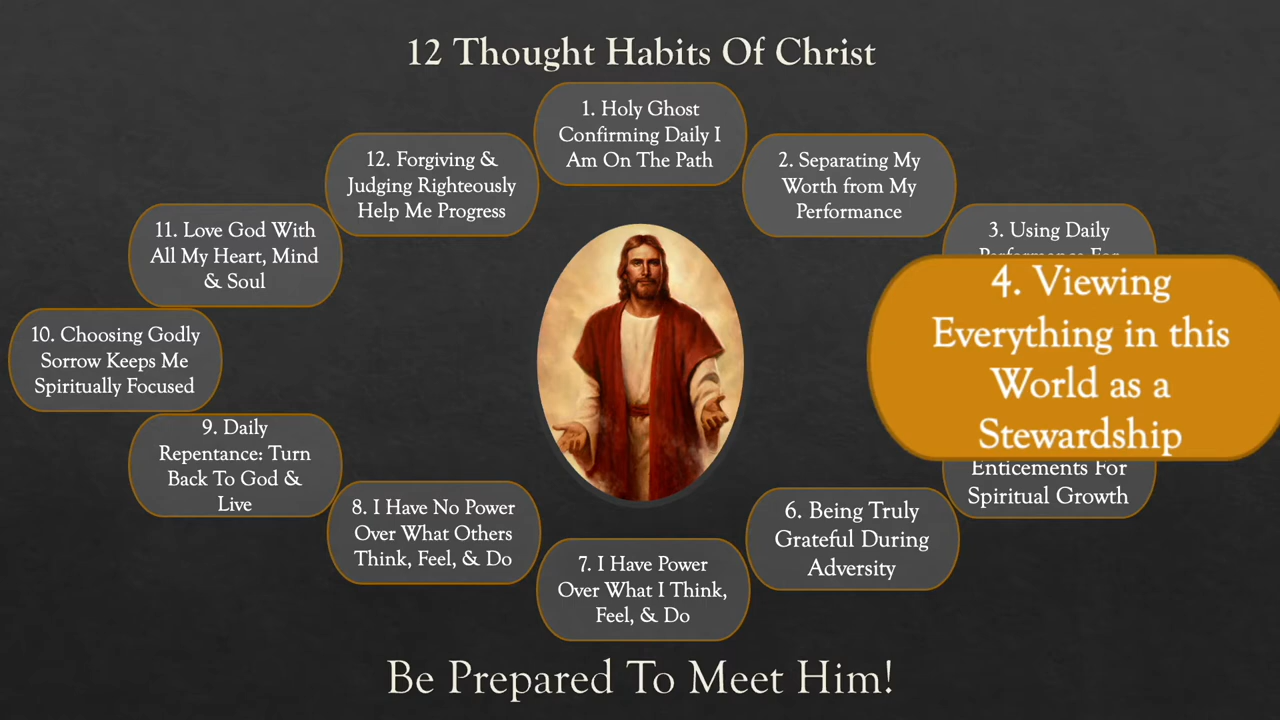 12 Thought Habits Of Christ
1. Holy Ghost
Confirming Daily I
Am On The Path
2. Separating My
Worth from My
Performance
3. Using Daily
4. Viewing
Everything in this
World as a
Stewardship
Enticements For
Spiritual Growth
6. Being Truly
Grateful During
Adversity
7. I Have Power
Over What I Think,
Feel, & Do
8. I Have No Power
Over What Others
Think, Feel, & Do
9. Daily
Repentance: Turn
Back To God &
Live
10. Choosing Godly
Sorrow Keeps Me
Spiritually Focused
11. Love God With
All My Heart, Mind
& Soul
12. Forgiving &
Judging Righteously
Help Me Progress
Be Prepared To Meet Him!